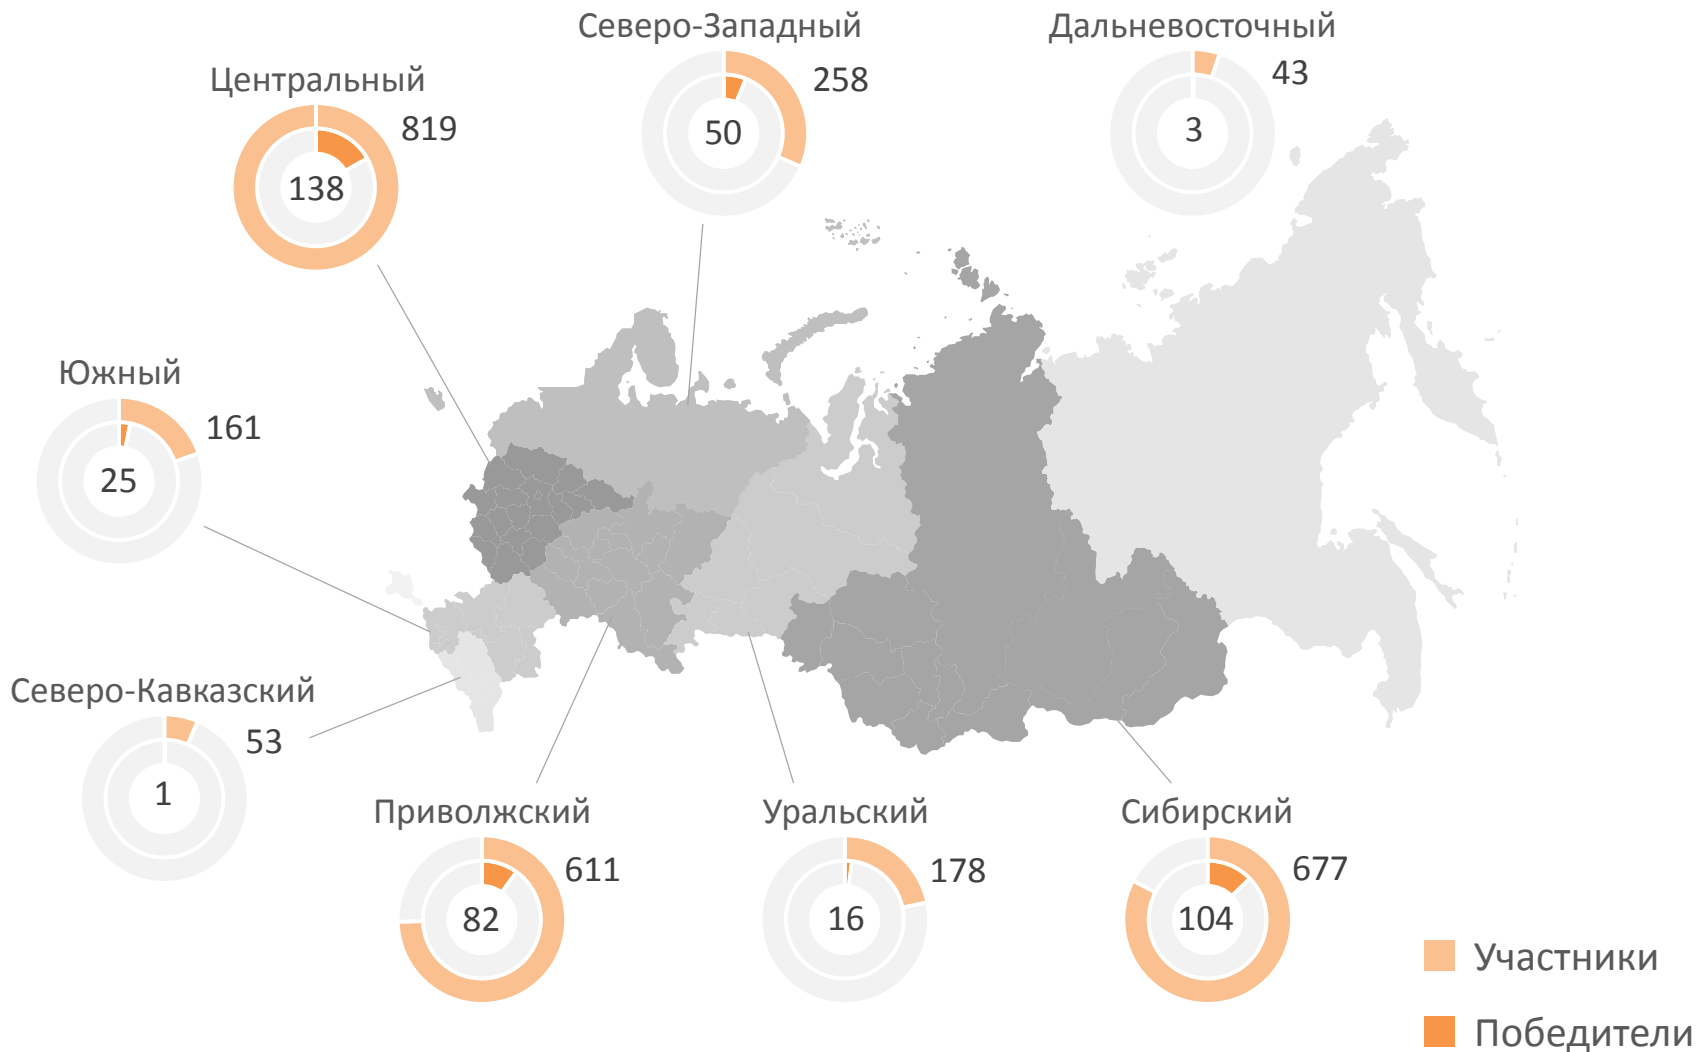 Северо-Западный
258
50
Дальневосточный
43
3
Центральный
819
138
Южный
161
25
Северо-Кавказский
53
1
Приволжский
611
82
Уральский
178
16
Сибирский
677
104
Участники
Победители